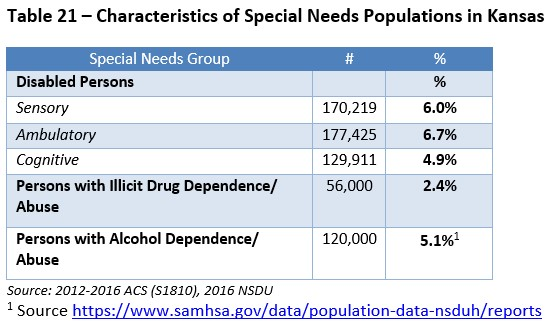 Table 21 – Characteristics of Special Needs Populations in Kansas
Special Needs Group # %
Disabled Persons %
Sensory 170,219 6.0%
Ambulatory 177,425 6.7%
Cognitive 129,911 4.9%
Persons with Illicit Drug Dependence/ 56,000 2.4%
Abuse
Persons with Alcohol Dependence/ 120,000 5.1%¹
Abuse
Source: 2012-2016 ACS (S1810), 2016 NSDU
¹ Source https://www.samhsa.gov/data/population-data-nsduh/reports